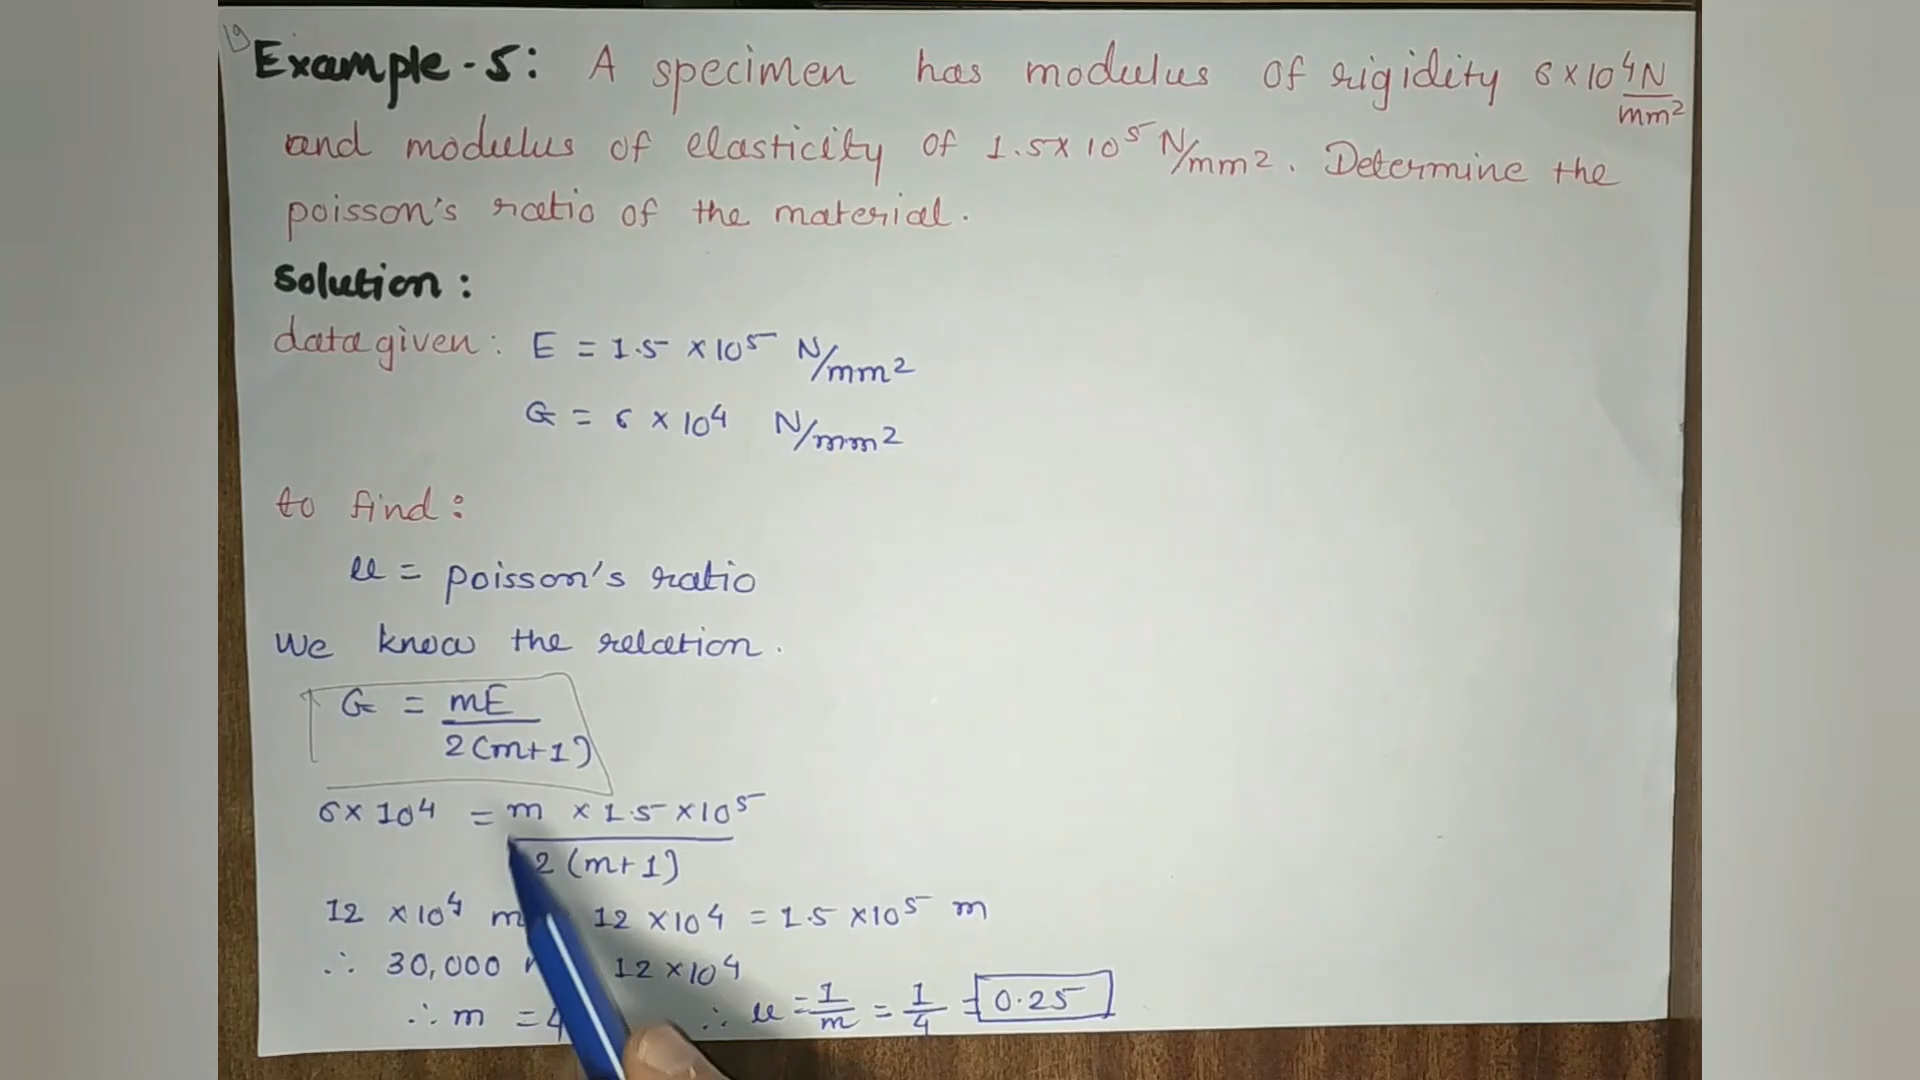 19
Example-5: A specimen has modulus of rigidity 6×10⁴ N/mm²
and modulus of elasticity of 1.5×10⁵ N/mm². Determine the
poisson's ratio of the material.
Solution:
data given: E = 1.5 ×10⁵ N/mm²
G = 6 × 10⁴ N/mm²
to find:
μ = poisson's ratio
We know the relation.
G = mE / 2(m+1)
6×10⁴ = m × 1.5 ×10⁵ / 2(m+1)
12 ×10⁴ m 12 ×10⁴ = 1.5 ×10⁵ m
∴ 30,000 12×10⁴
∴ m = 4 ∴ μ = 1/m = 1/4 = 0.25